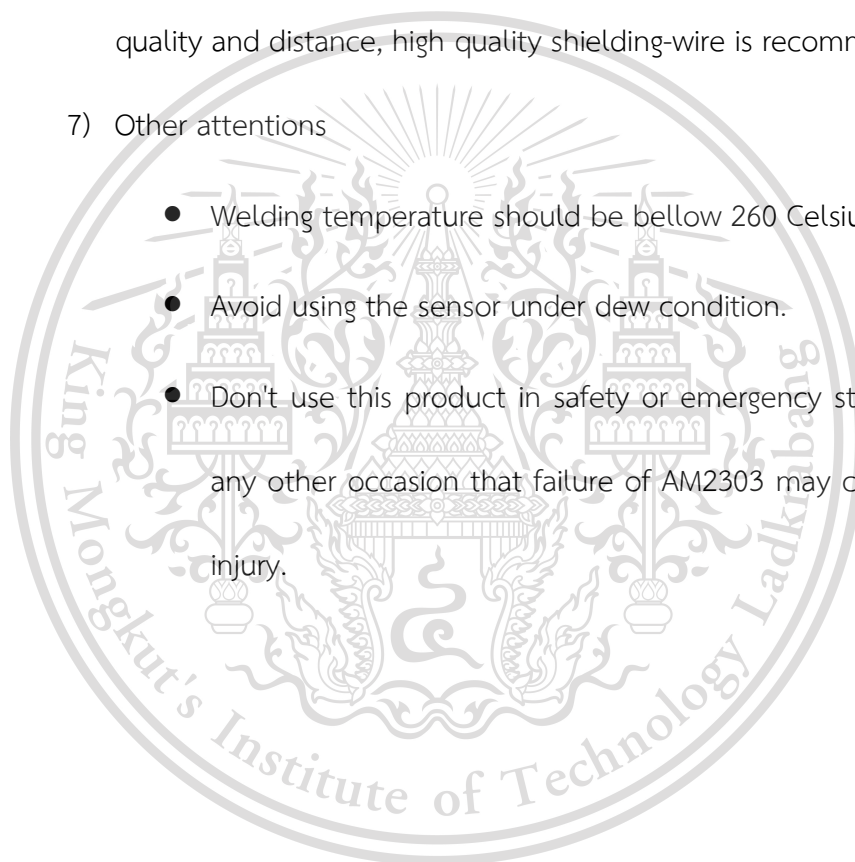 quality and distance, high quality shielding-wire is recomm
7) Other attentions
● Welding temperature should be bellow 260 Celsiu
● Avoid using the sensor under dew condition.
● Don't use this product in safety or emergency st
any other occasion that failure of AM2303 may c
injury.
King Mongkut's Institute of Technology Ladkrabang